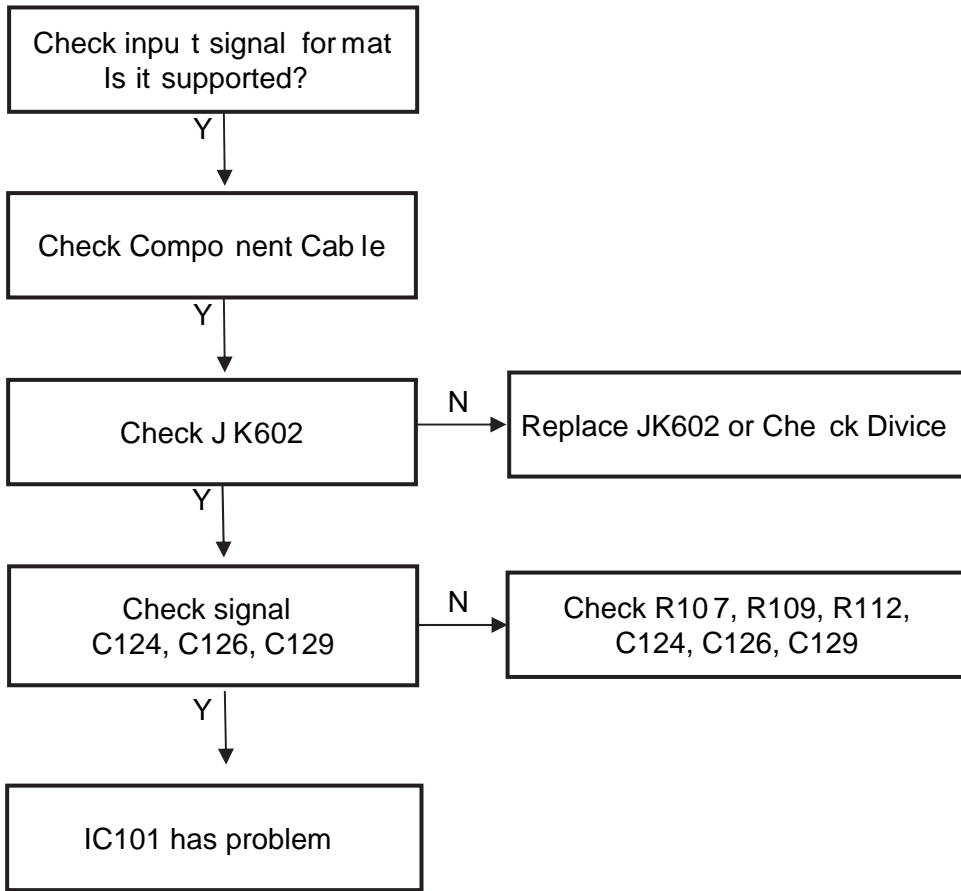 Check inpu t signal for mat
Is it supported?
Y
Check Compo nent Cab le
Y
Check J K602
N
Replace JK602 or Che ck Divice
Y
Check signal
C124, C126, C129
N
Check R10 7, R109, R112,
C124, C126, C129
Y
IC101 has problem